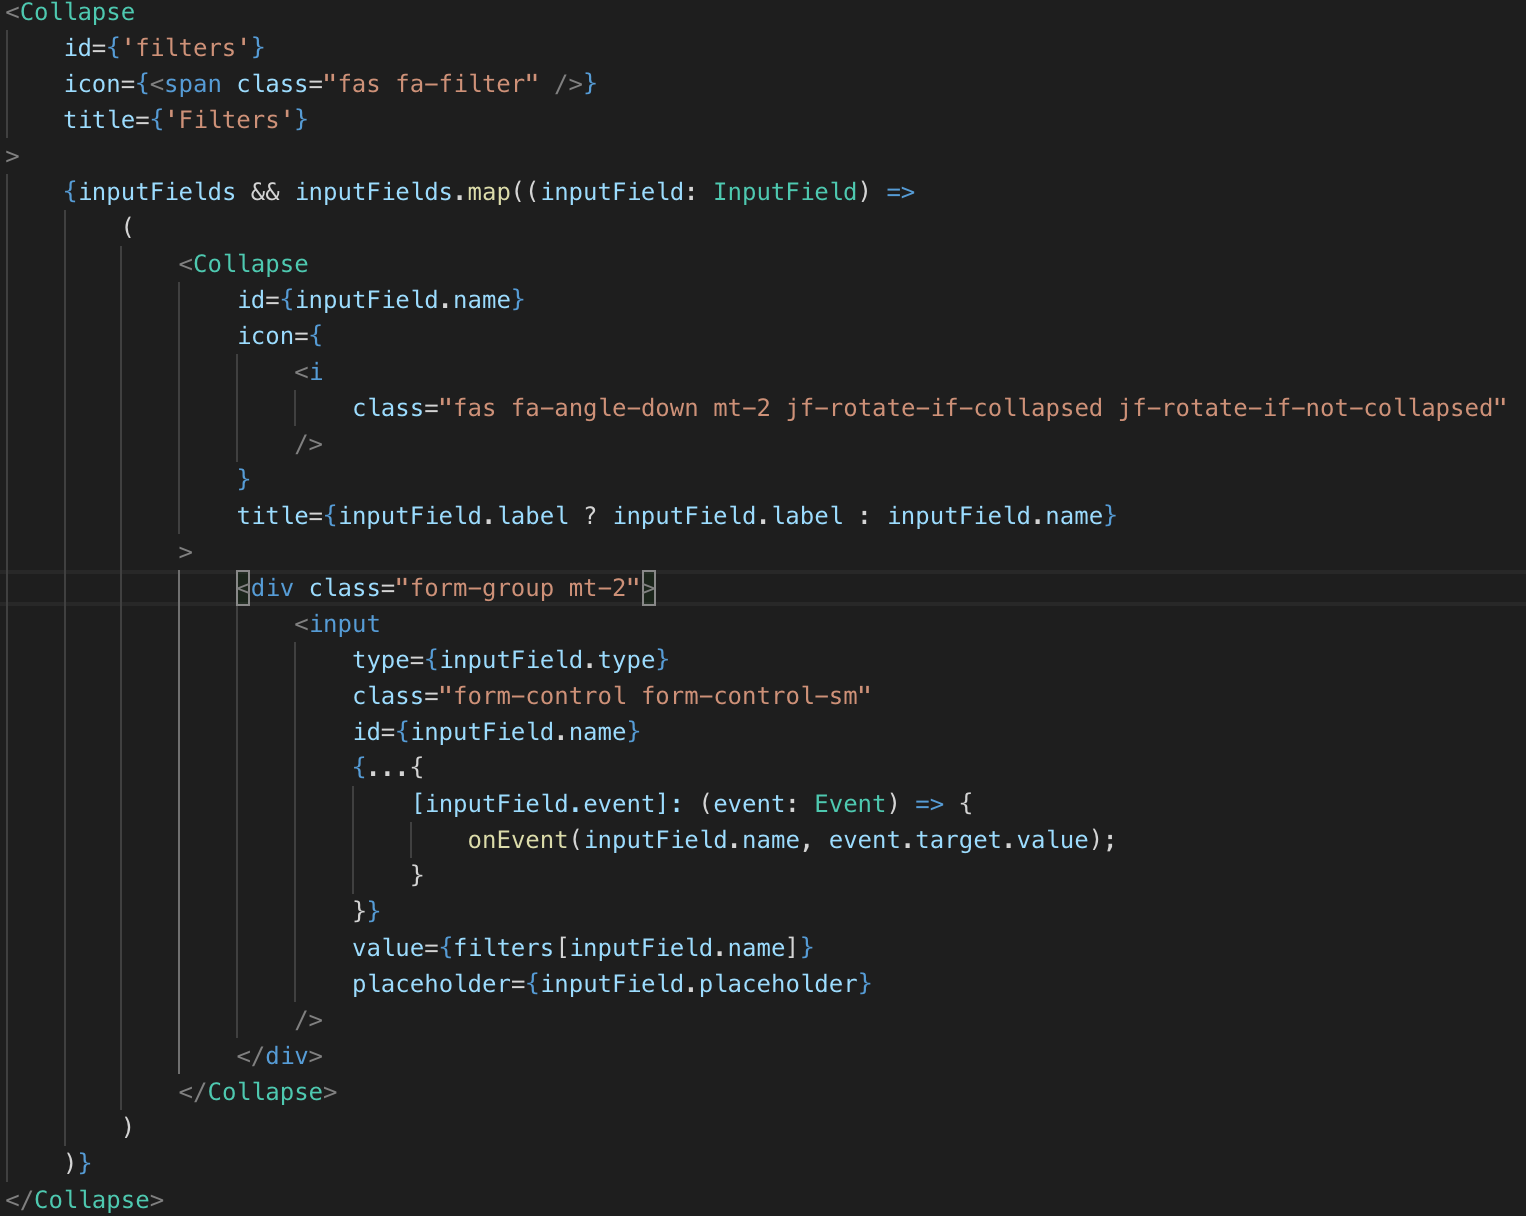 <Collapse
    id={'filters'}
    icon={<span class="fas fa-filter" />}
    title={'Filters'}
>
    {inputFields && inputFields.map((inputField: InputField) =>
        (
            <Collapse
                id={inputField.name}
                icon={
                    <i
                        class="fas fa-angle-down mt-2 jf-rotate-if-collapsed jf-rotate-if-not-collapsed"
                    />
                }
                title={inputField.label ? inputField.label : inputField.name}
            >
                <div class="form-group mt-2">
                    <input
                        type={inputField.type}
                        class="form-control form-control-sm"
                        id={inputField.name}
                        {...{
                            [inputField.event]: (event: Event) => {
                                onEvent(inputField.name, event.target.value);
                            }
                        }}
                        value={filters[inputField.name]}
                        placeholder={inputField.placeholder}
                    />
                </div>
            </Collapse>
        )
    )}
</Collapse>